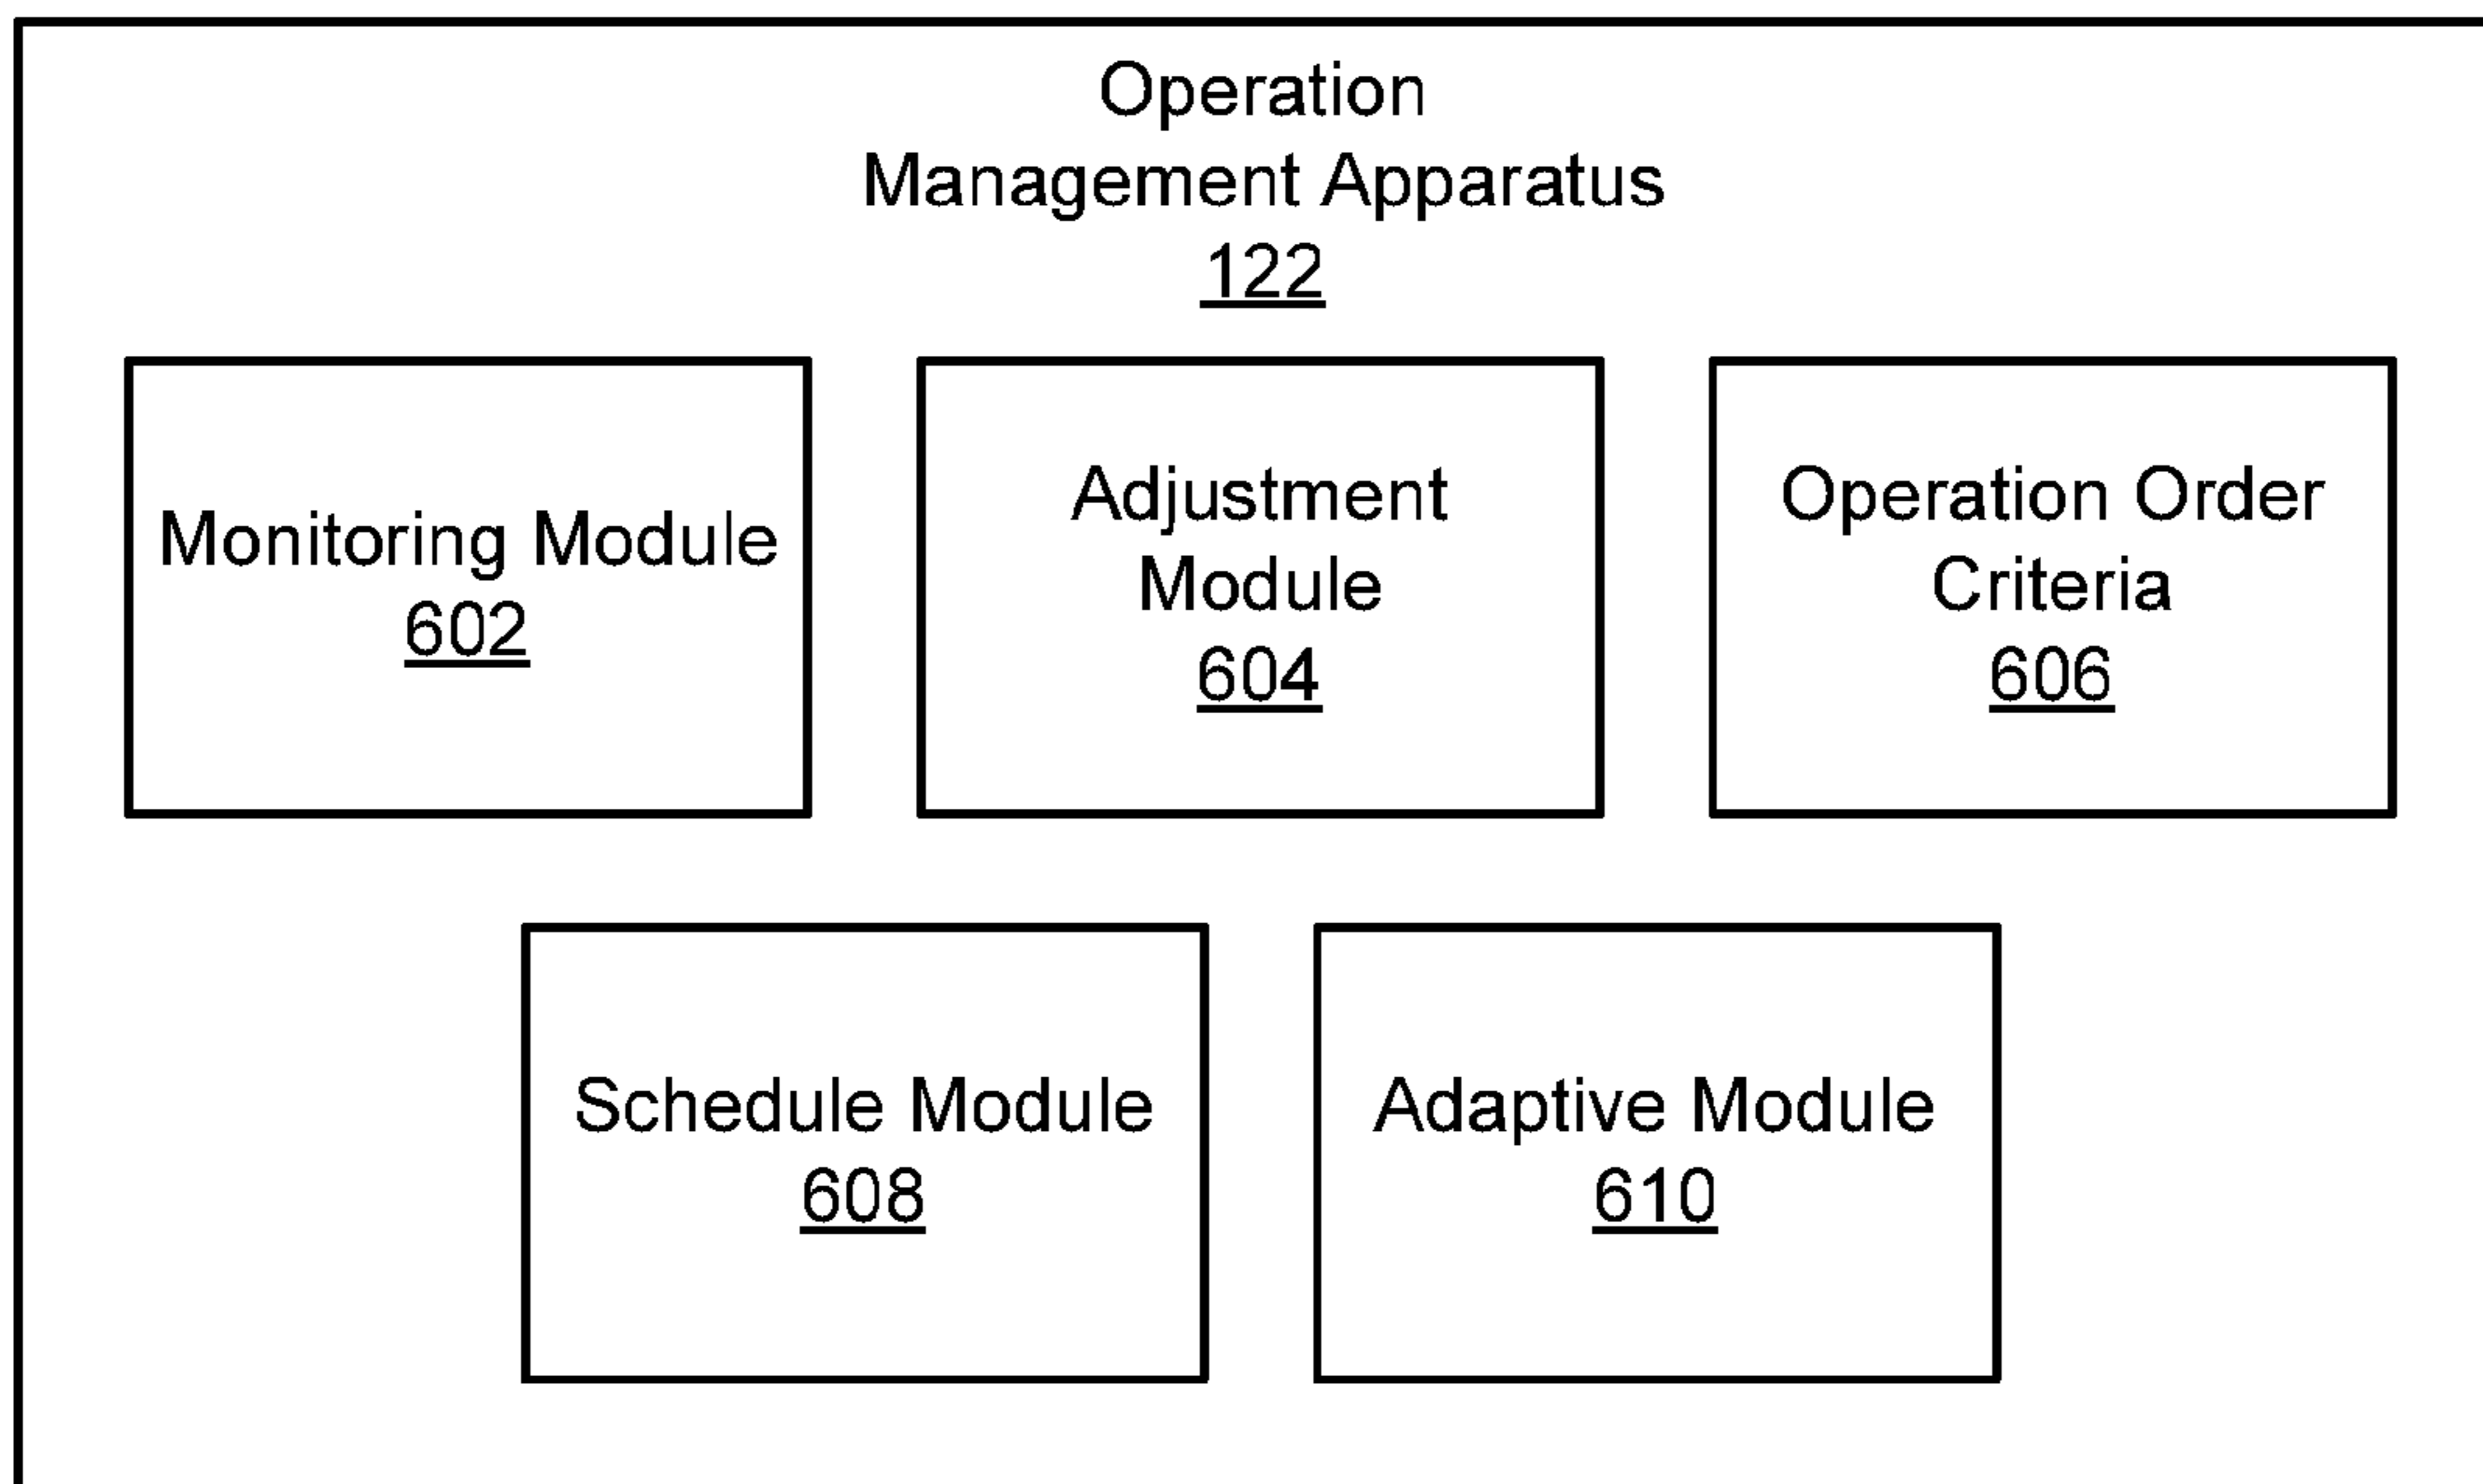 Operation
Management Apparatus
122
Monitoring Module
602
Adjustment
Module
604
Operation Order
Criteria
606
Schedule Module
608
Adaptive Module
610